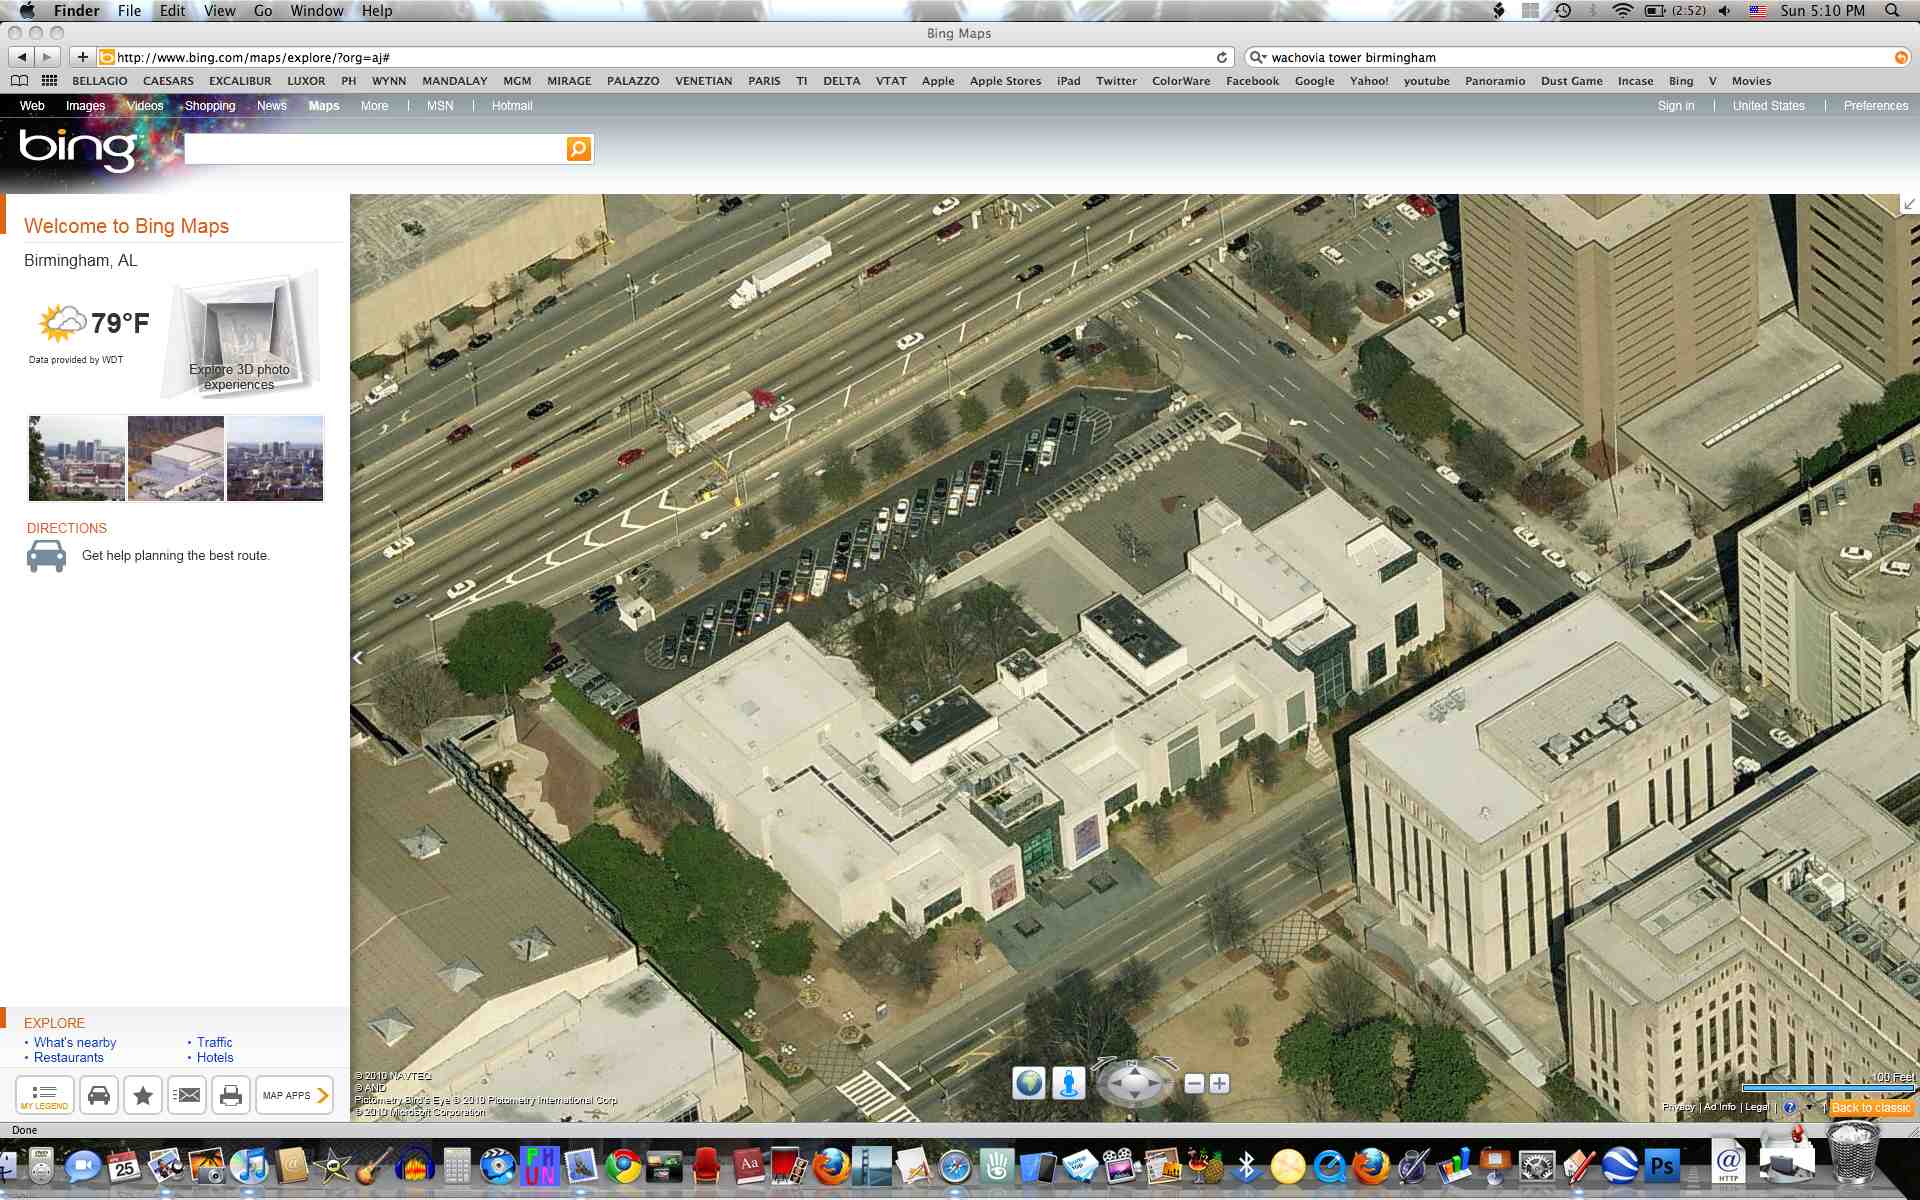 Finder File Edit View Go Window Help (2:52) Sun 5:10 PM
Bing Maps
http://www.bing.com/maps/explore/?org=aj# wachovia tower birmingham
BELLAGIO CAESARS EXCALIBUR LUXOR PH WYNN MANDALAY MGM MIRAGE PALAZZO VENETIAN PARIS TI DELTA VTAT Apple Apple Stores iPad Twitter ColorWare Facebook Google Yahoo! youtube Panoramio Dust Game Incase Bing V Movies
Web Images Videos Shopping News Maps More | MSN | Hotmail Sign in | United States | Preferences
bing
Welcome to Bing Maps
Birmingham, AL
79°F
Data provided by WDT
Explore 3D photo
experiences
DIRECTIONS
Get help planning the best route.
EXPLORE
• What's nearby • Traffic
• Restaurants • Hotels
MY LEGEND MAP APPS
© 2010 NAVTEQ
© AND
Pictometry Bird's Eye © 2010 Pictometry International Corp
© 2010 Microsoft Corporation
N
100 Feet
Privacy | Ad Info | Legal | ? | Back to classic
Done
25
PHUN
Aa
Ps
@
HTTP